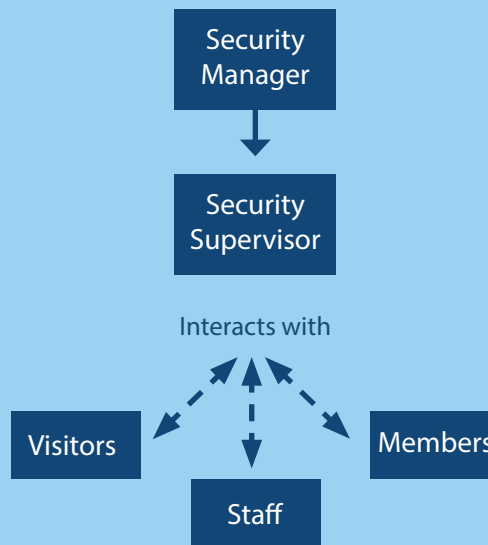 Security
Manager
Security
Supervisor
Interacts with
Visitors
Members
Staff